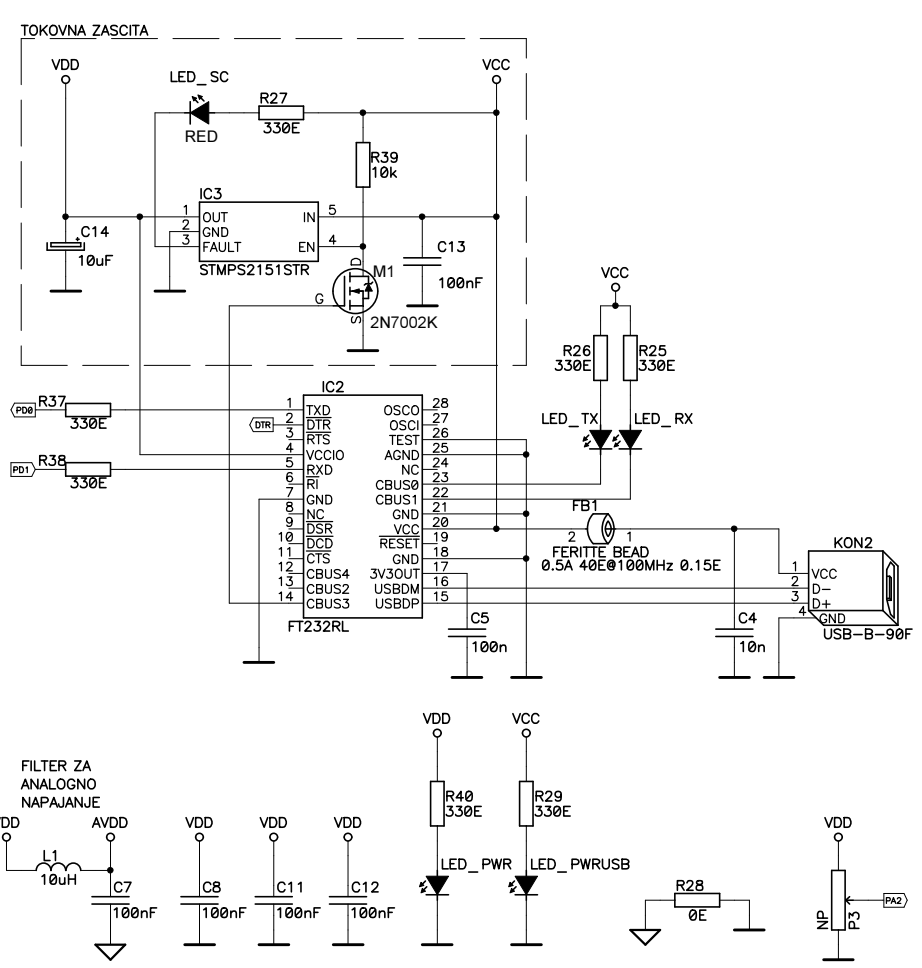 TOKOVNA ZASCITA
VDD
VCC
LED_SC
RED
R27
330E
R39
10k
IC3
1 OUT
2 GND
3 FAULT
IN 5
EN 4
STMPS2151STR
C14
+
10uF
C13
100nF
D
G
S
M1
2N7002K
VCC
R26
330E
R25
330E
LED_TX
LED_RX
PD0
R37
330E
DTR
PD1
R38
330E
IC2
1 TXD
2 DTR
3 RTS
4 VCCIO
5 RXD
6 RI
7 GND
8 NC
9 DSR
10 DCD
11 CTS
12 CBUS4
13 CBUS2
14 CBUS3
OSCO 28
OSCI 27
TEST 26
AGND 25
NC 24
CBUS0 23
CBUS1 22
GND 21
VCC 20
RESET 19
GND 18
3V3OUT 17
USBDM 16
USBDP 15
FT232RL
FB1
2 1
FERITTE BEAD
0.5A 40E@100MHz 0.15E
KON2
1 VCC
2 D-
3 D+
4 GND
USB-B-90F
C5
100n
C4
10n
FILTER ZA
ANALOGNO
NAPAJANJE
VDD
AVDD
L1
10uH
C7
100nF
VDD
C8
100nF
VDD
C11
100nF
VDD
C12
100nF
VDD
R40
330E
LED_PWR
VCC
R29
330E
LED_PWRUSB
R28
0E
VDD
NP
P3
PA2